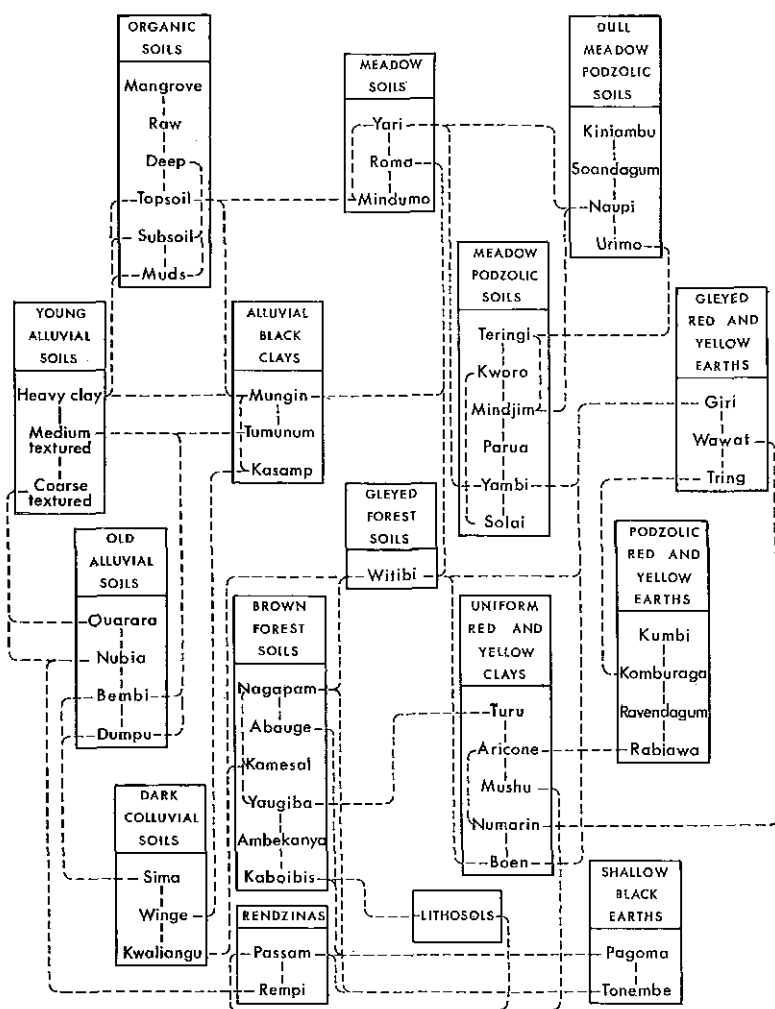 ORGANIC
SOILS
Mangrove
Raw
Deep
Topsoil
Subsoil
Muds
MEADOW
SOILS
Yari
Roma
Mindumo
DULL
MEADOW
PODZOLIC
SOILS
Kiniambu
Soandagum
Naupi
Urimo
YOUNG
ALLUVIAL
SOILS
Heavy clay
Medium
textured
Coarse
textured
ALLUVIAL
BLACK
CLAYS
Mungin
Tumunum
Kasamp
MEADOW
PODZOLIC
SOILS
Teringi
Kworo
Mindjim
Parua
Yambi
Solai
GLEYED
RED AND
YELLOW
EARTHS
Giri
Wawat
Tring
OLD
ALLUVIAL
SOILS
Quarara
Nubia
Bembi
Dumpu
GLEYED
FOREST
SOILS
Witibi
PODZOLIC
RED AND
YELLOW
EARTHS
Kumbi
Komburaga
Ravendagum
Rabiawa
BROWN
FOREST
SOILS
Nagapam
Abauge
Kamesal
Yaugiba
Ambekanya
Kaboibis
UNIFORM
RED AND
YELLOW
CLAYS
Turu
Aricone
Mushu
Numarin
Boen
DARK
COLLUVIAL
SOILS
Sima
Winge
Kwaliangu
RENDZINAS
Passam
Rempi
LITHOSOLS
SHALLOW
BLACK
EARTHS
Pagoma
Tonembe